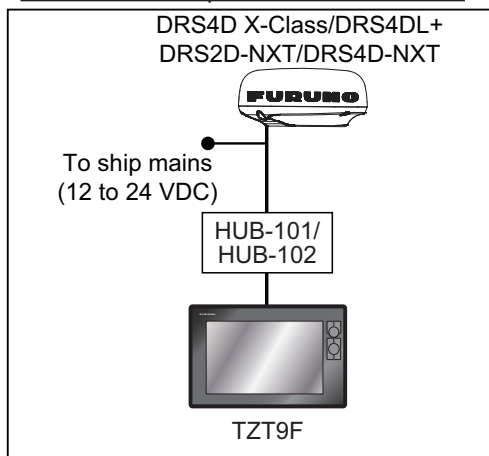 DRS4D X-Class/DRS4DL+
DRS2D-NXT/DRS4D-NXT
FURUNO
To ship mains
(12 to 24 VDC)
HUB-101/
HUB-102
TZT9F